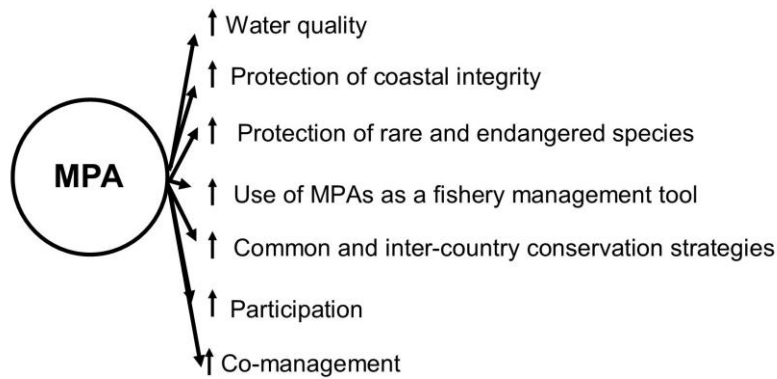 Water quality
Protection of coastal integrity
Protection of rare and endangered species
MPA
Use of MPAs as a fishery management tool
Common and inter-country conservation strategies
Participation
Co-management